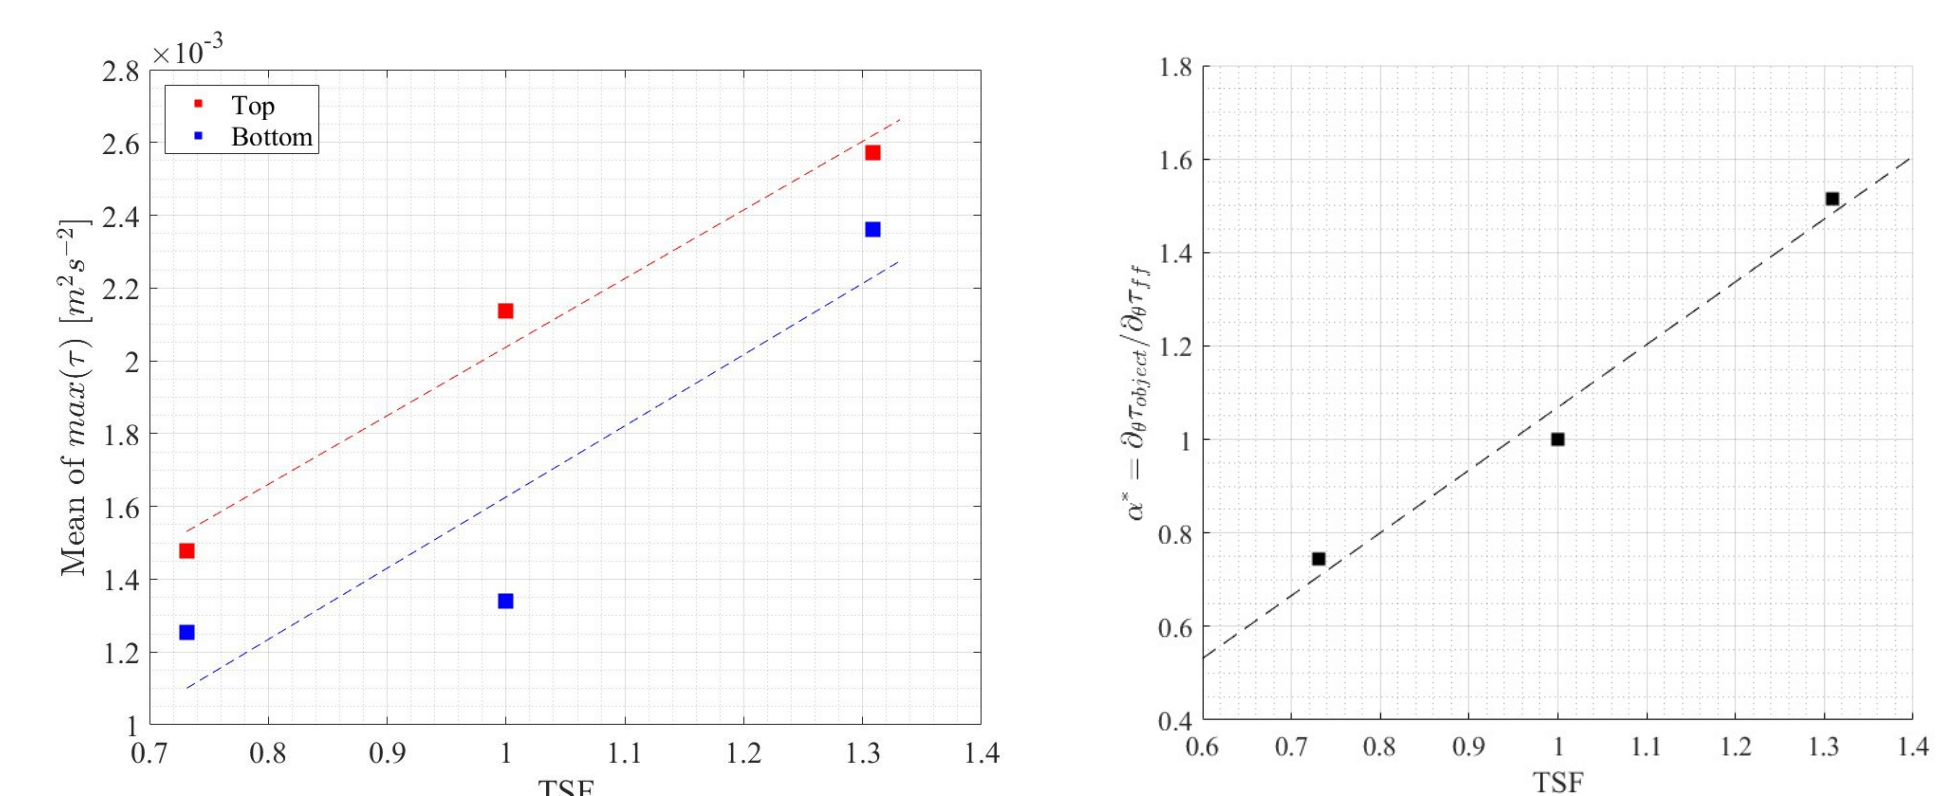 ×10⁻³
Mean of max(τ) [m²s⁻²]
2.8
2.6
2.4
2.2
2
1.8
1.6
1.4
1.2
1
Top
Bottom
0.7 0.8 0.9 1 1.1 1.2 1.3 1.4
TSF
α* = ∂θτobject/∂θτff
1.8
1.6
1.4
1.2
1
0.8
0.6
0.4
0.6 0.7 0.8 0.9 1 1.1 1.2 1.3 1.4
TSF